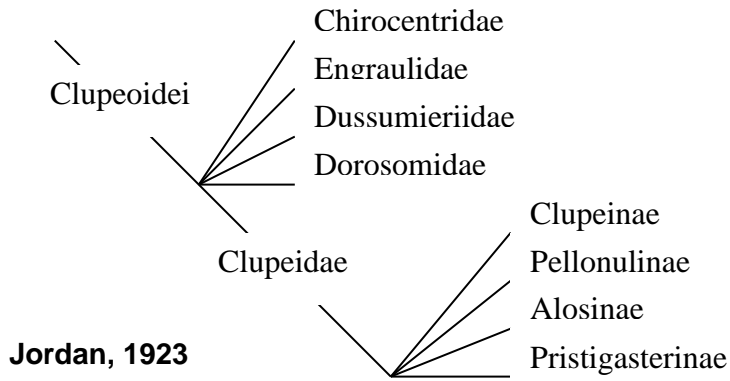 Chirocentridae
Engraulidae
Clupeoidei
Dussumieriidae
Dorosomidae
Clupeinae
Clupeidae
Pellonulinae
Alosinae
Jordan, 1923
Pristigasterinae